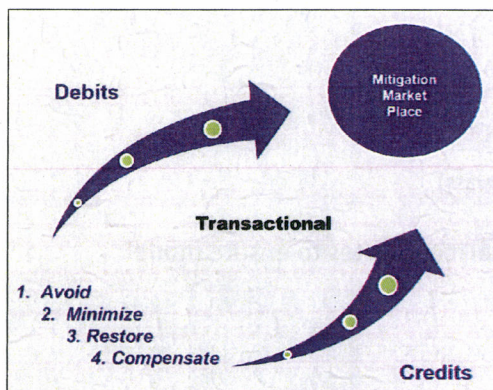 Debits
Mitigation
Market
Place
Transactional
1. Avoid
2. Minimize
3. Restore
4. Compensate
Credits